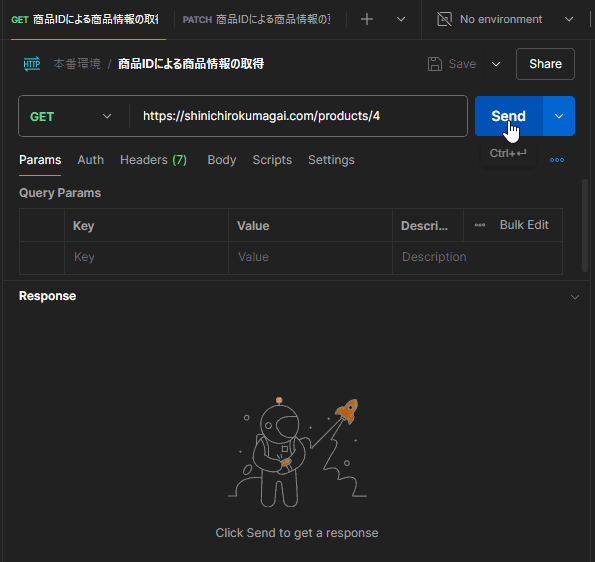 GET 商品IDによる商品情報の取得 PATCH 商品IDによる商品情報の No environment
HTTP 本番環境 / 商品IDによる商品情報の取得 Save Share
GET https://shinichirokumagai.com/products/4 Send
Ctrl+↵
Params Auth Headers (7) Body Scripts Settings
Query Params
Key Value Descri... Bulk Edit
Key Value Description
Response
Click Send to get a response